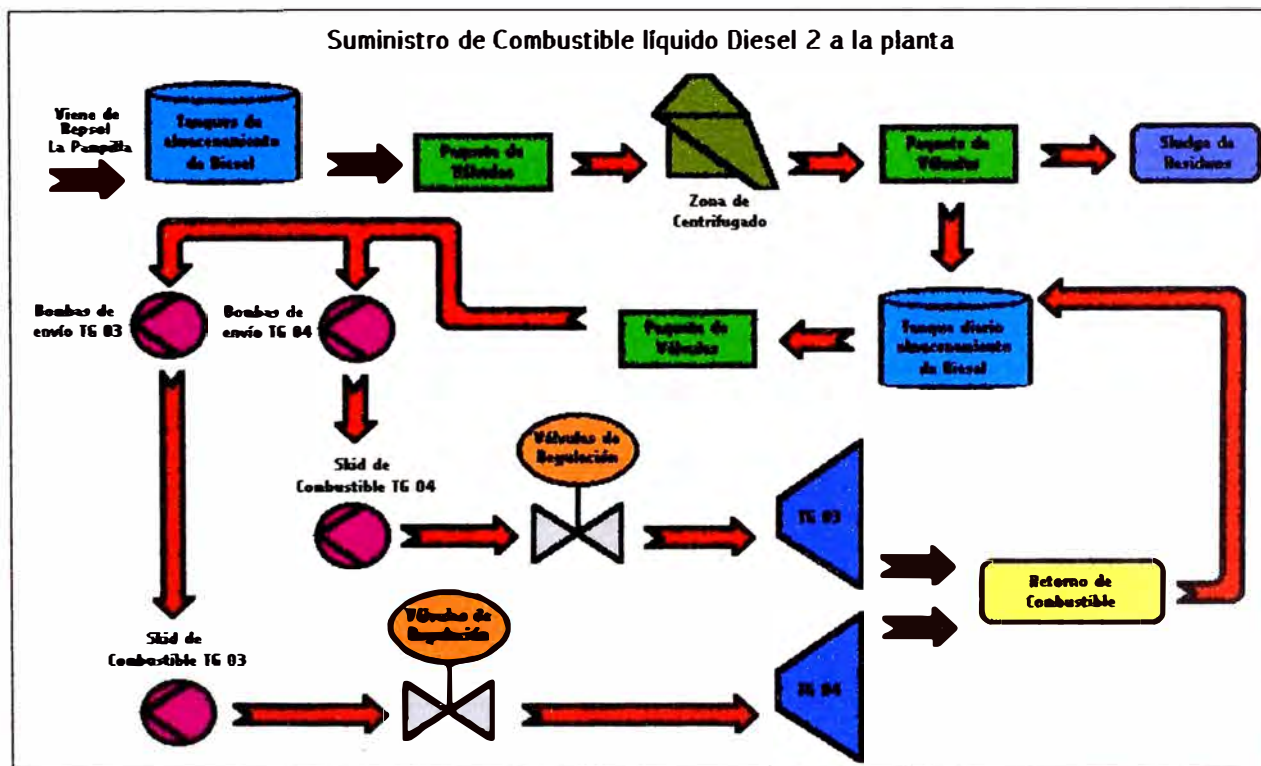 Suministro de Combustible líquido Diesel 2 a la planta
Viene de
Repsol
La Pampilla
Tanques de
almacenamiento
de Diesel
Paquete de
Válvulas
Zona de
Centrifugado
Paquete de
Válvulas
Sludge de
Residuos
Bombas de
envío TG 03
Bombas de
envío TG 04
Paquete de
Válvulas
Tanque diario
almacenamiento
de Diesel
Skid de
Combustible TG 04
Válvulas de
Regulación
TG 03
Retorno de
Combustible
Skid de
Combustible TG 03
Válvulas de
Regulación
TG 04